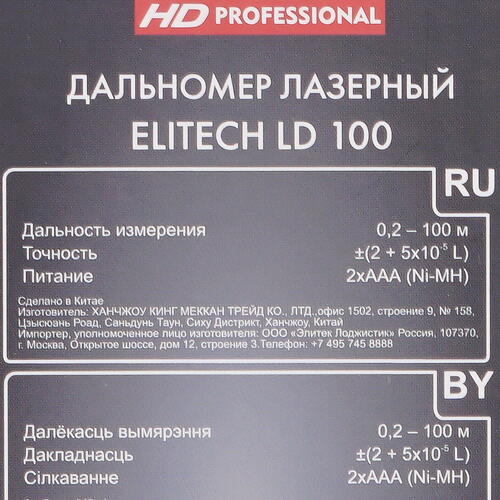 HD PROFESSIONAL
ДАЛЬНОМЕР ЛАЗЕРНЫЙ
ELITECH LD 100
RU
Дальность измерения 0,2 – 100 м
Точность ±(2 + 5x10⁻⁵ L)
Питание 2xAAA (Ni-MH)
Сделано в Китае
Изготовитель: ХАНЧЖОУ КИНГ МЕККАН ТРЕЙД КО., ЛТД.,офис 1502, строение 9, № 158,
Цзысюань Роад, Саньдунь Таун, Сиху Дистрикт, Ханчжоу, Китай
Импортер, уполномоченное лицо изготовителя: ООО «Элитек Лоджистик» Россия, 107370,
г. Москва, Открытое шоссе, дом 12, строение 3.Телефон: +7 495 745 8888
BY
Далёкасць вымярэння 0,2 – 100 м
Дакладнасць ±(2 + 5x10⁻⁵ L)
Сілкаванне 2xAAA (Ni-MH)